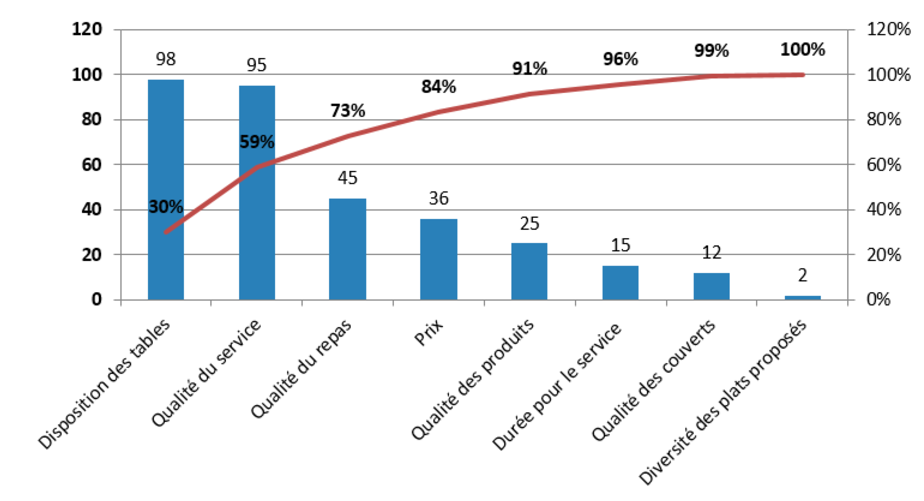 120 120%
98 95 96% 99% 100%
100 91% 100%
84%
80 73% 80%
59%
60 60%
45
40 30% 36 40%
25
20 15 12 20%
2
0 0%
Disposition des tables
Qualité du service
Qualité du repas
Prix
Qualité des produits
Durée pour le service
Qualité des couverts
Diversité des plats proposés